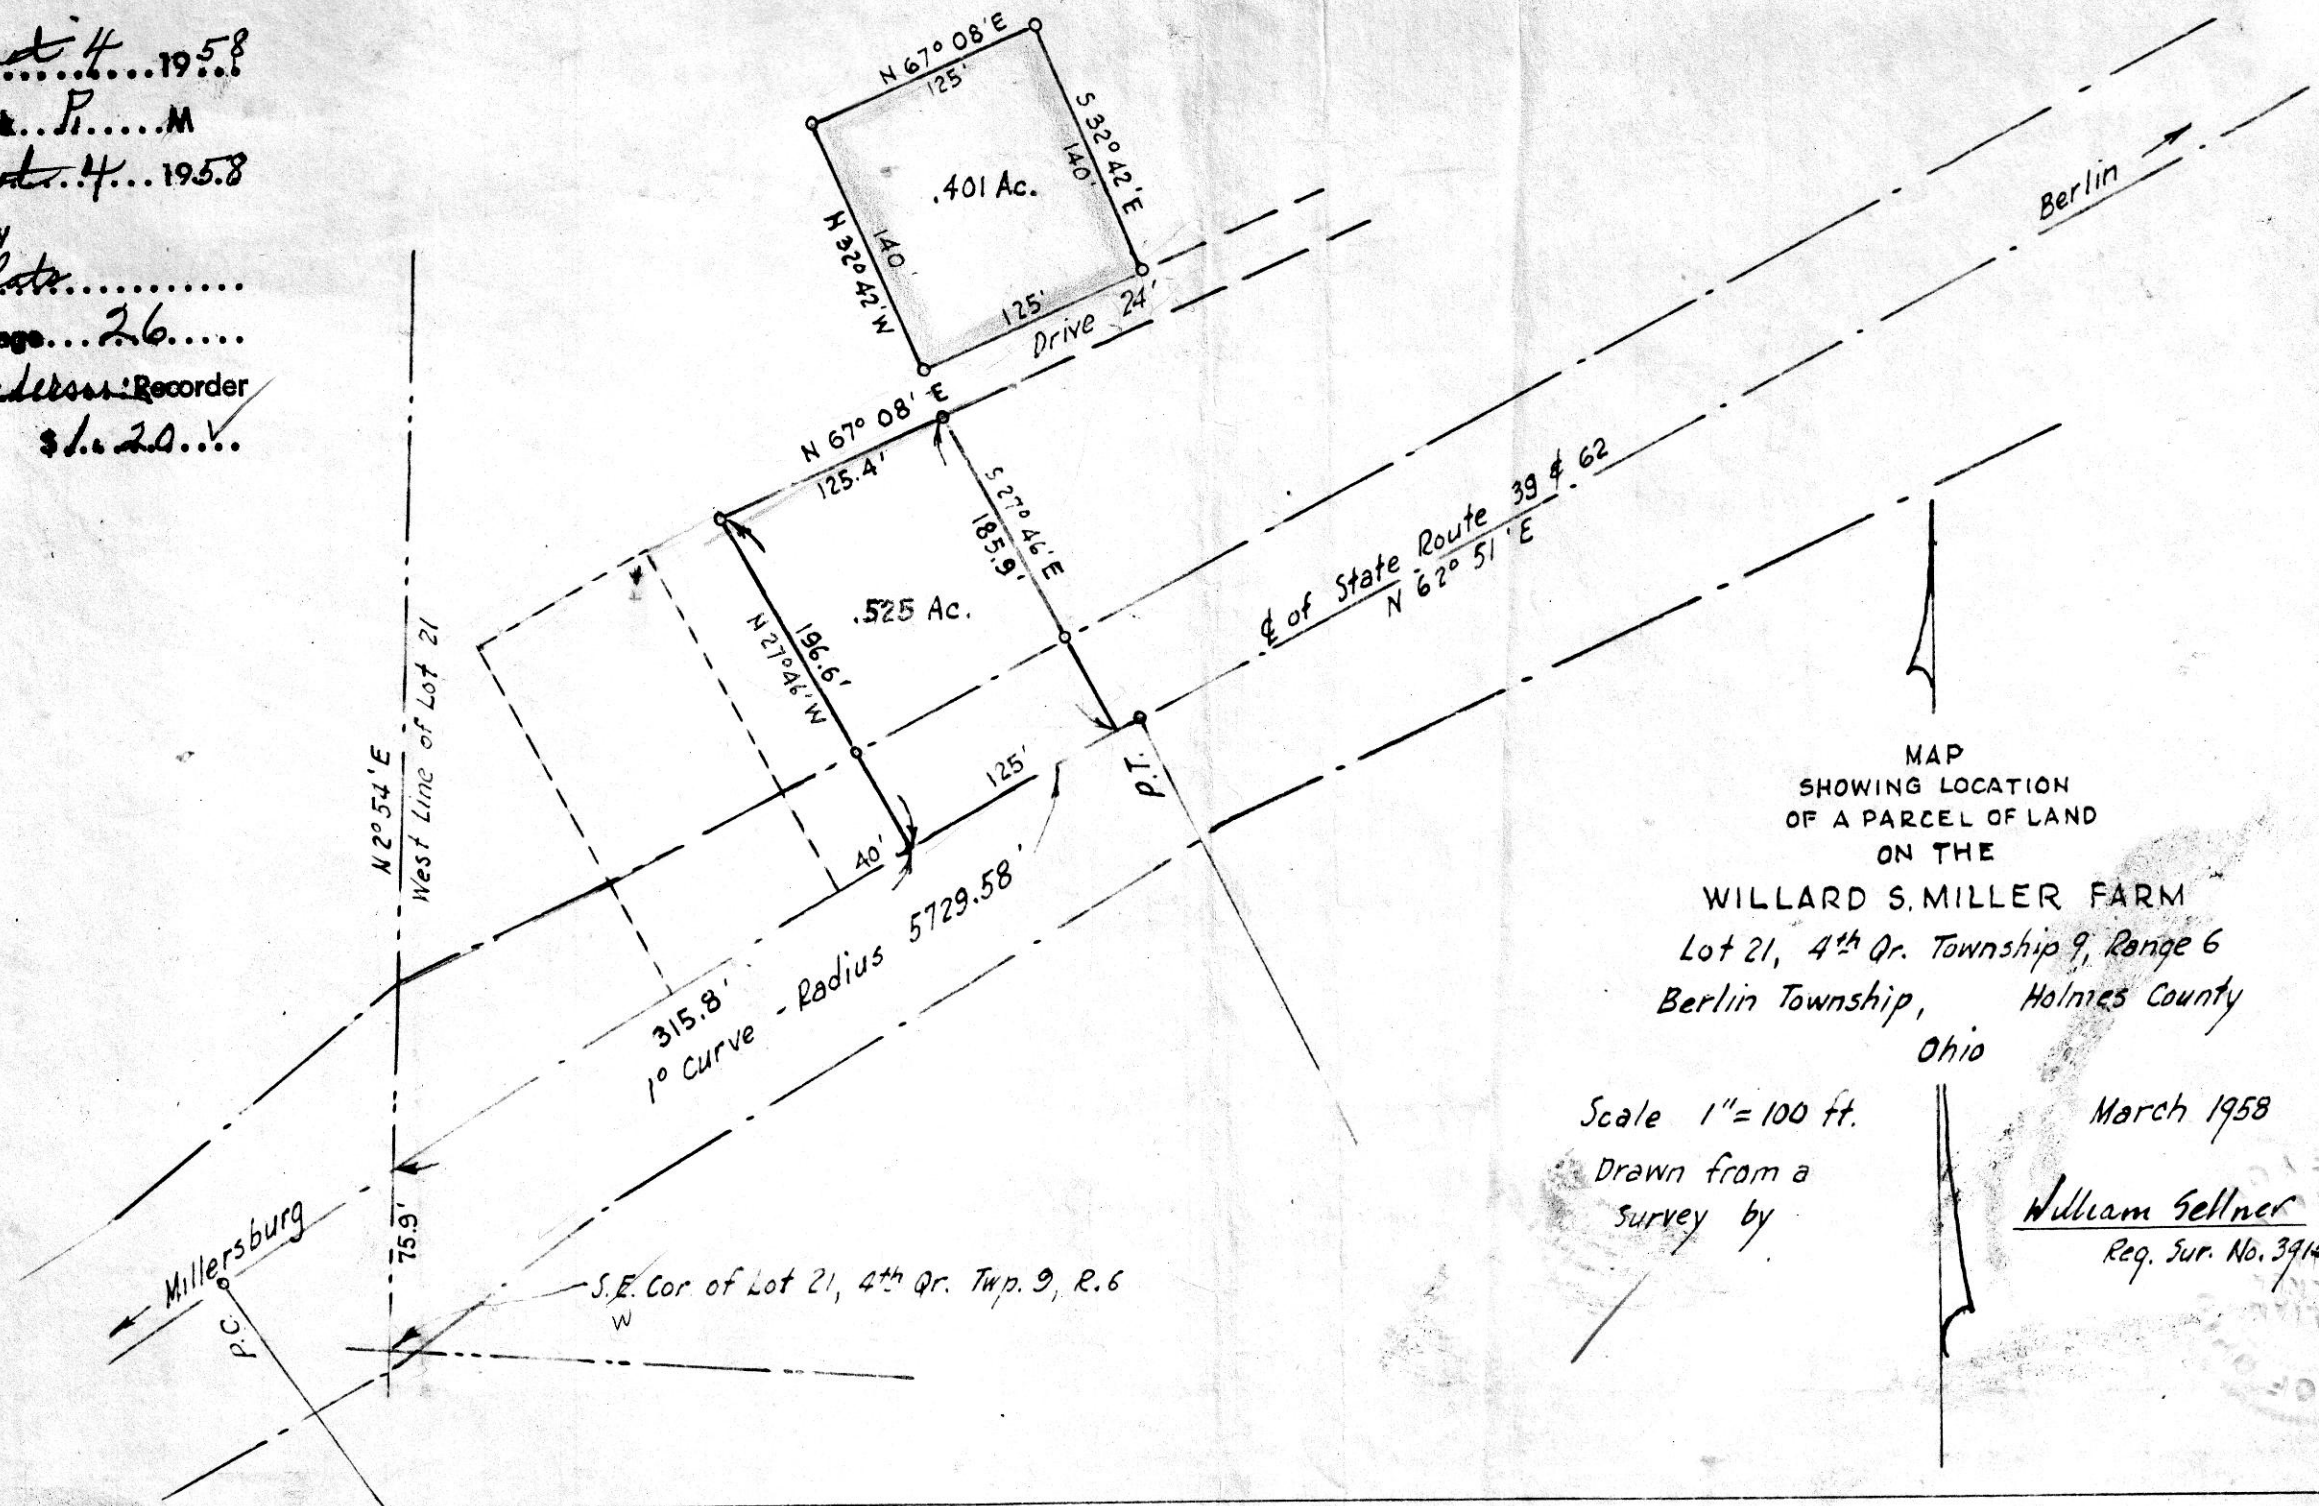 4 1958
P. M
4 1958
26
Recorder
$1.20
N 67° 08' E
125'
S 32° 42' E
140'
.401 Ac.
N 32° 42' W
140
125'
Drive 24'
N 67° 08' E
125.4'
S 27° 46' E
185.9'
.525 Ac.
N 27° 46' W
196.6'
Berlin
℄ of State Route 39 & 62
N 62° 51' E
N 2° 54' E
West Line of Lot 21
125'
40'
P.T.
315.8'
1° Curve - Radius 5729.58'
Millersburg
P.C.
75.9'
S.E. Cor. of Lot 21, 4th Qr. Twp. 9, R.6
W
MAP
SHOWING LOCATION
OF A PARCEL OF LAND
ON THE
WILLARD S. MILLER FARM
Lot 21, 4th Qr. Township 9, Range 6
Berlin Township, Holmes County
Ohio
Scale 1"= 100 ft.
March 1958
Drawn from a
Survey by
William Sellner
Reg. Sur. No. 391